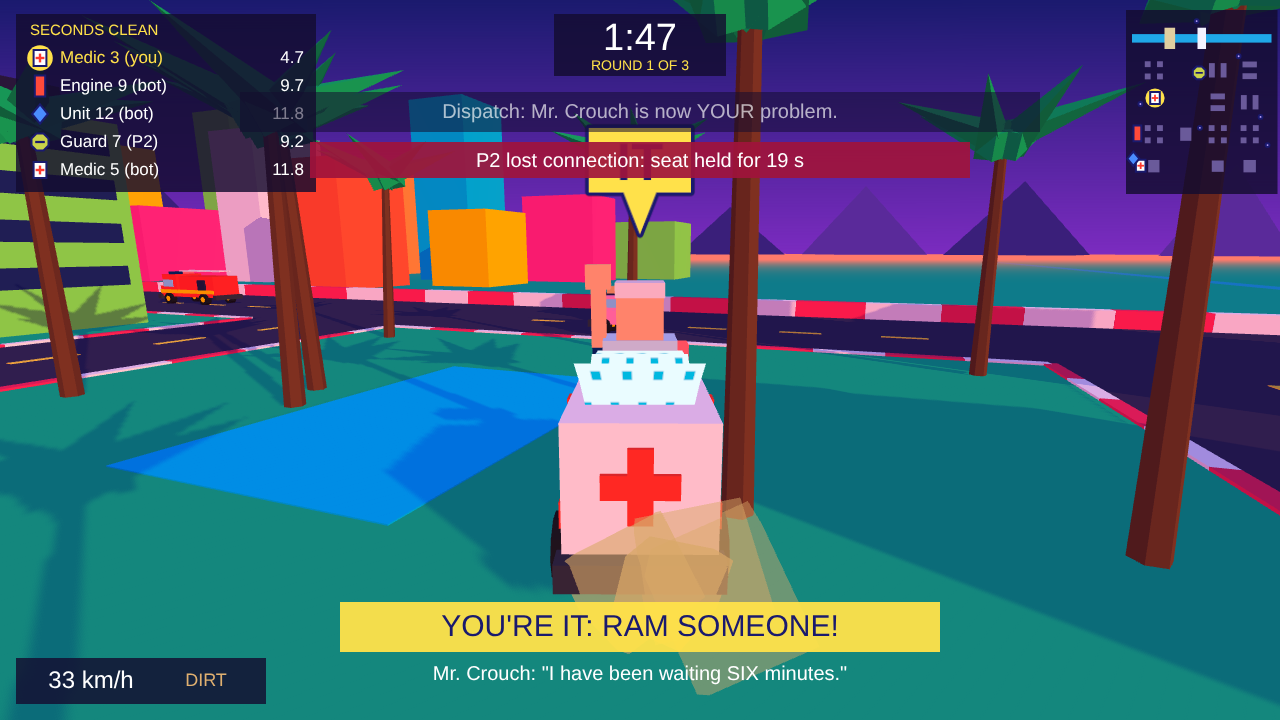 SECONDS CLEAN
Medic 3 (you) 4.7
Engine 9 (bot) 9.7
Unit 12 (bot) 11.8
Guard 7 (P2) 9.2
Medic 5 (bot) 11.8
1:47
ROUND 1 OF 3
Dispatch: Mr. Crouch is now YOUR problem.
P2 lost connection: seat held for 19 s
IT
YOU'RE IT: RAM SOMEONE!
Mr. Crouch: "I have been waiting SIX minutes."
33 km/h DIRT